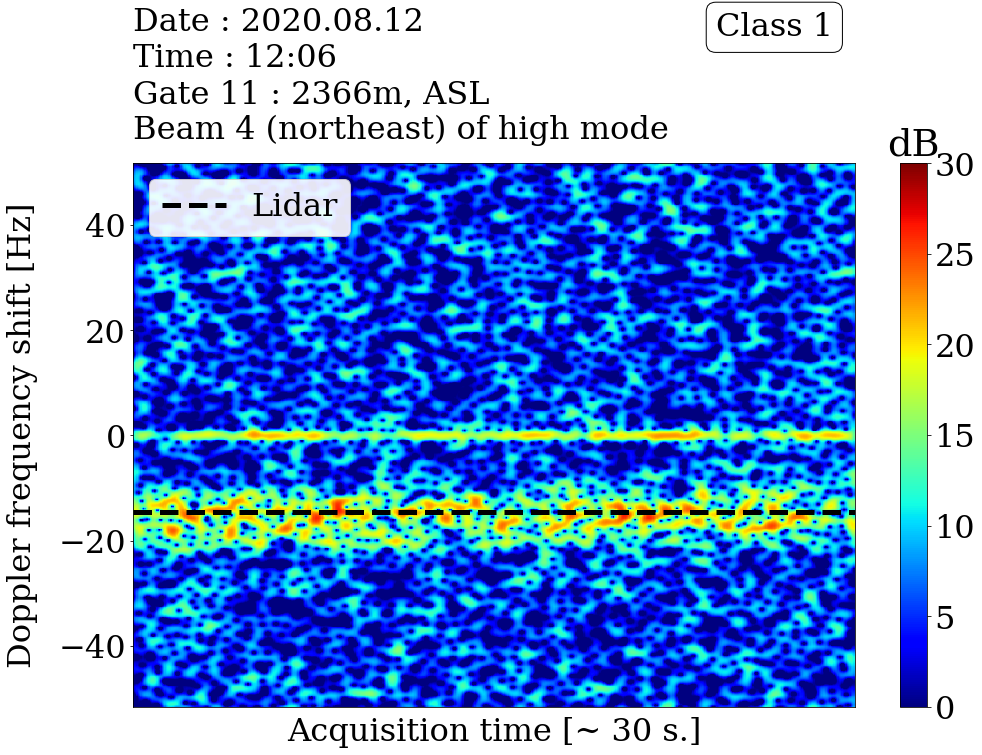 Date : 2020.08.12
Time : 12:06
Gate 11 : 2366m, ASL
Beam 4 (northeast) of high mode
Class 1
dB
Lidar
Doppler frequency shift [Hz]
40
20
0
−20
−40
Acquisition time [~ 30 s.]
30
25
20
15
10
5
0